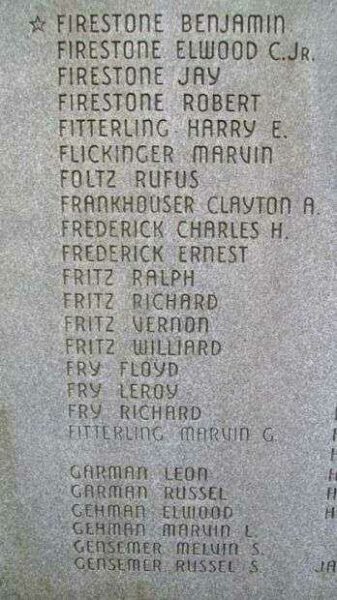 ☆ FIRESTONE BENJAMIN
FIRESTONE ELWOOD C. JR.
FIRESTONE JAY
FIRESTONE ROBERT
FITTERLING HARRY E.
FLICKINGER MARVIN
FOLTZ RUFUS
FRANKHOUSER CLAYTON A.
FREDERICK CHARLES H.
FREDERICK ERNEST
FRITZ RALPH
FRITZ RICHARD
FRITZ VERNON
FRITZ WILLIARD
FRY FLOYD
FRY LEROY
FRY RICHARD
FITTERLING MARVIN G.
GARMAN LEON
GARMAN RUSSEL
GEHMAN ELWOOD
GEHMAN MARVIN L.
GENSEMER MELVIN S.
GENSEMER RUSSEL S.